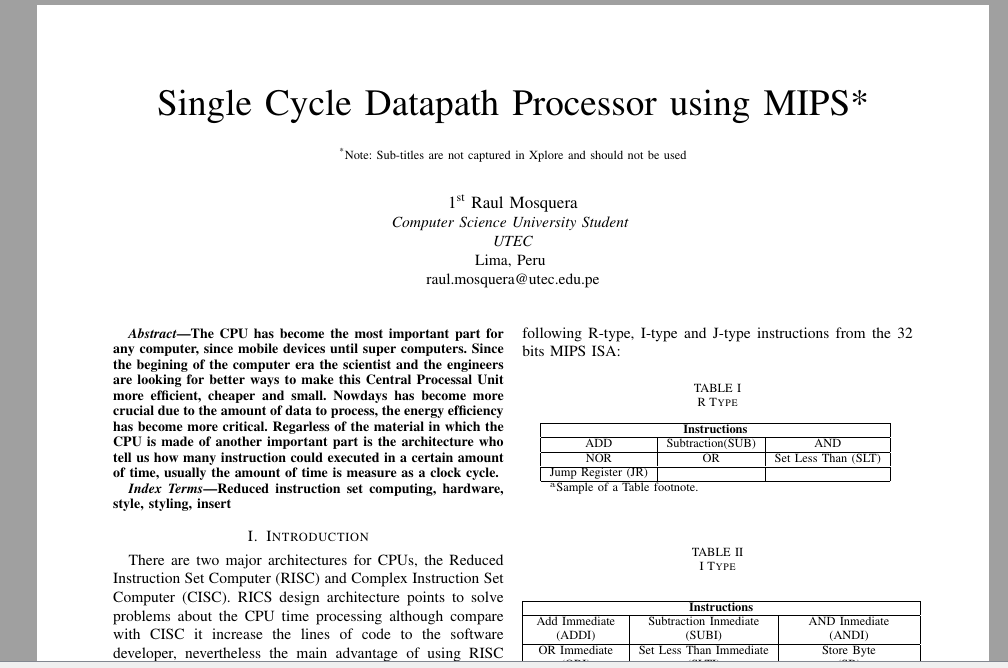 Single Cycle Datapath Processor using MIPS*
*Note: Sub-titles are not captured in Xplore and should not be used
1st Raul Mosquera
Computer Science University Student
UTEC
Lima, Peru
raul.mosquera@utec.edu.pe
Abstract—The CPU has become the most important part for
any computer, since mobile devices until super computers. Since
the begining of the computer era the scientist and the engineers
are looking for better ways to make this Central Processal Unit
more efficient, cheaper and small. Nowdays has become more
crucial due to the amount of data to process, the energy efficiency
has become more critical. Regarless of the material in which the
CPU is made of another important part is the architecture who
tell us how many instruction could executed in a certain amount
of time, usually the amount of time is measure as a clock cycle.
Index Terms—Reduced instruction set computing, hardware,
style, styling, insert
I. INTRODUCTION
There are two major architectures for CPUs, the Reduced
Instruction Set Computer (RISC) and Complex Instruction Set
Computer (CISC). RICS design architecture points to solve
problems about the CPU time processing although compare
with CISC it increase the lines of code to the software
developer, nevertheless the main advantage of using RISC
following R-type, I-type and J-type instructions from the 32
bits MIPS ISA:
TABLE I
R TYPE
Instructions
ADD Subtraction(SUB) AND
NOR OR Set Less Than (SLT)
Jump Register (JR)
aSample of a Table footnote.
TABLE II
I TYPE
Instructions
Add Immediate Subtraction Inmediate AND Immediate
(ADDI) (SUBI) (ANDI)
OR Immediate Set Less Than Immediate Store Byte